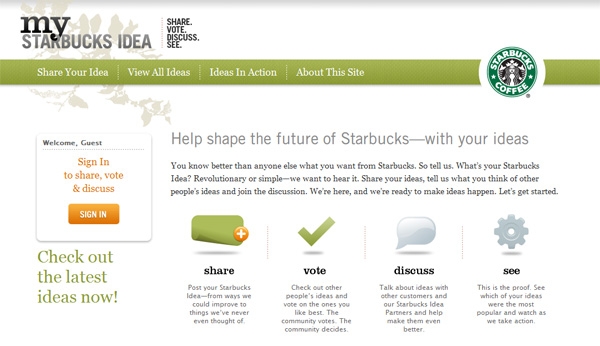 my
STARBUCKS IDEA
SHARE.
VOTE.
DISCUSS.
SEE.
Share Your Idea
View All Ideas
Ideas In Action
About This Site
STARBUCKS
COFFEE
®
Welcome, Guest
Sign In
to share, vote
& discuss
SIGN IN
Check out
the latest
ideas now!
Help shape the future of Starbucks—with your ideas
You know better than anyone else what you want from Starbucks. So tell us. What's your Starbucks
Idea? Revolutionary or simple—we want to hear it. Share your ideas, tell us what you think of other
people's ideas and join the discussion. We're here, and we're ready to make ideas happen. Let's get started.
share
Post your Starbucks
Idea—from ways we
could improve to
things we've never
even thought of.
vote
Check out other
people's ideas and
vote on the ones you
like best. The
community votes. The
community decides.
discuss
Talk about ideas with
other customers and
our Starbucks Idea
Partners and help
make them even
better.
see
This is the proof. See
which of your ideas
were the most
popular and watch as
we take action.